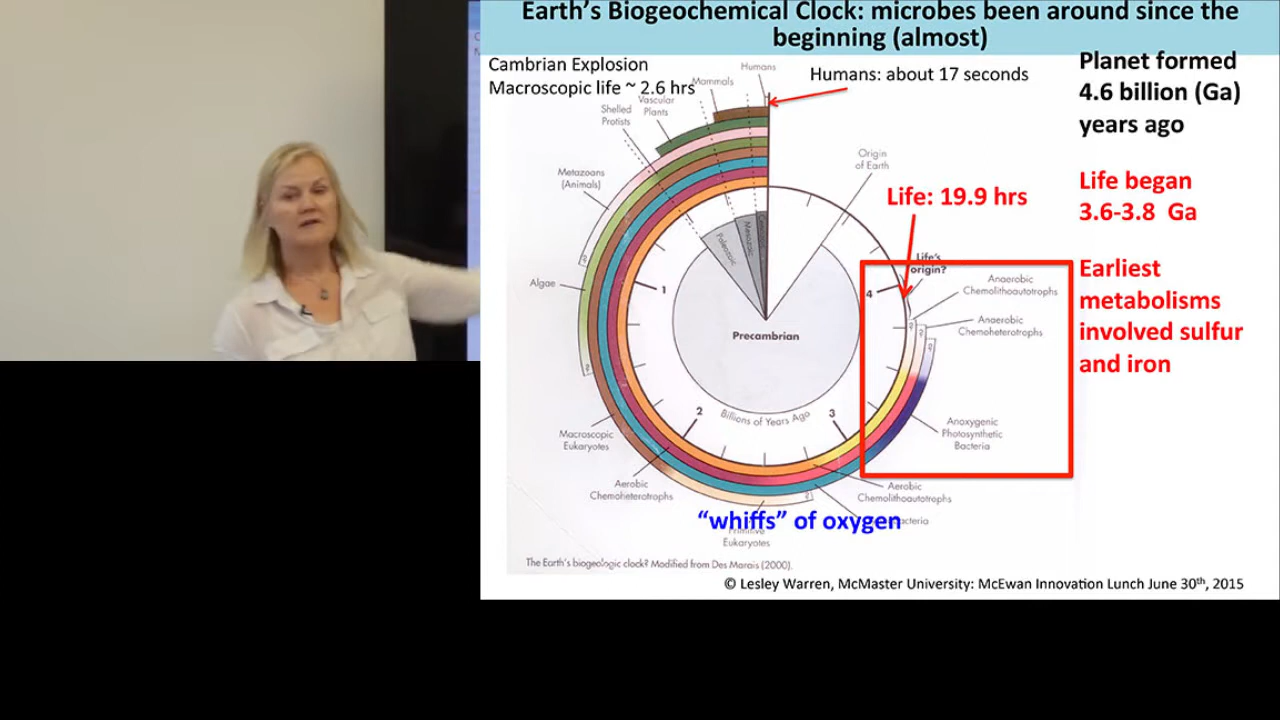 Earth's Biogeochemical Clock: microbes been around since the
beginning (almost)
Cambrian Explosion
Macroscopic life ~ 2.6 hrs
Humans: about 17 seconds
Planet formed
4.6 billion (Ga)
years ago
Life began
3.6-3.8 Ga
Earliest
metabolisms
involved sulfur
and iron
Humans
Mammals
Vascular
Plants
Shelled
Protists
Metazoans
(Animals)
Algae
Macroscopic
Eukaryotes
Aerobic
Chemoheterotrophs
Primitive
Eukaryotes
"whiffs" of oxygen
Aerobic
Chemolithoautotrophs
Anoxygenic
Photosynthetic
Bacteria
Anaerobic
Chemoheterotrophs
Anaerobic
Chemolithoautotrophs
Life's
origin?
Life: 19.9 hrs
Origin
of Earth
Paleozoic
Mesozoic
Precambrian
Billions of Years Ago
1
2
3
4
The Earth's biogeologic clock? Modified from Des Marais (2000).
© Lesley Warren, McMaster University: McEwan Innovation Lunch June 30th, 2015